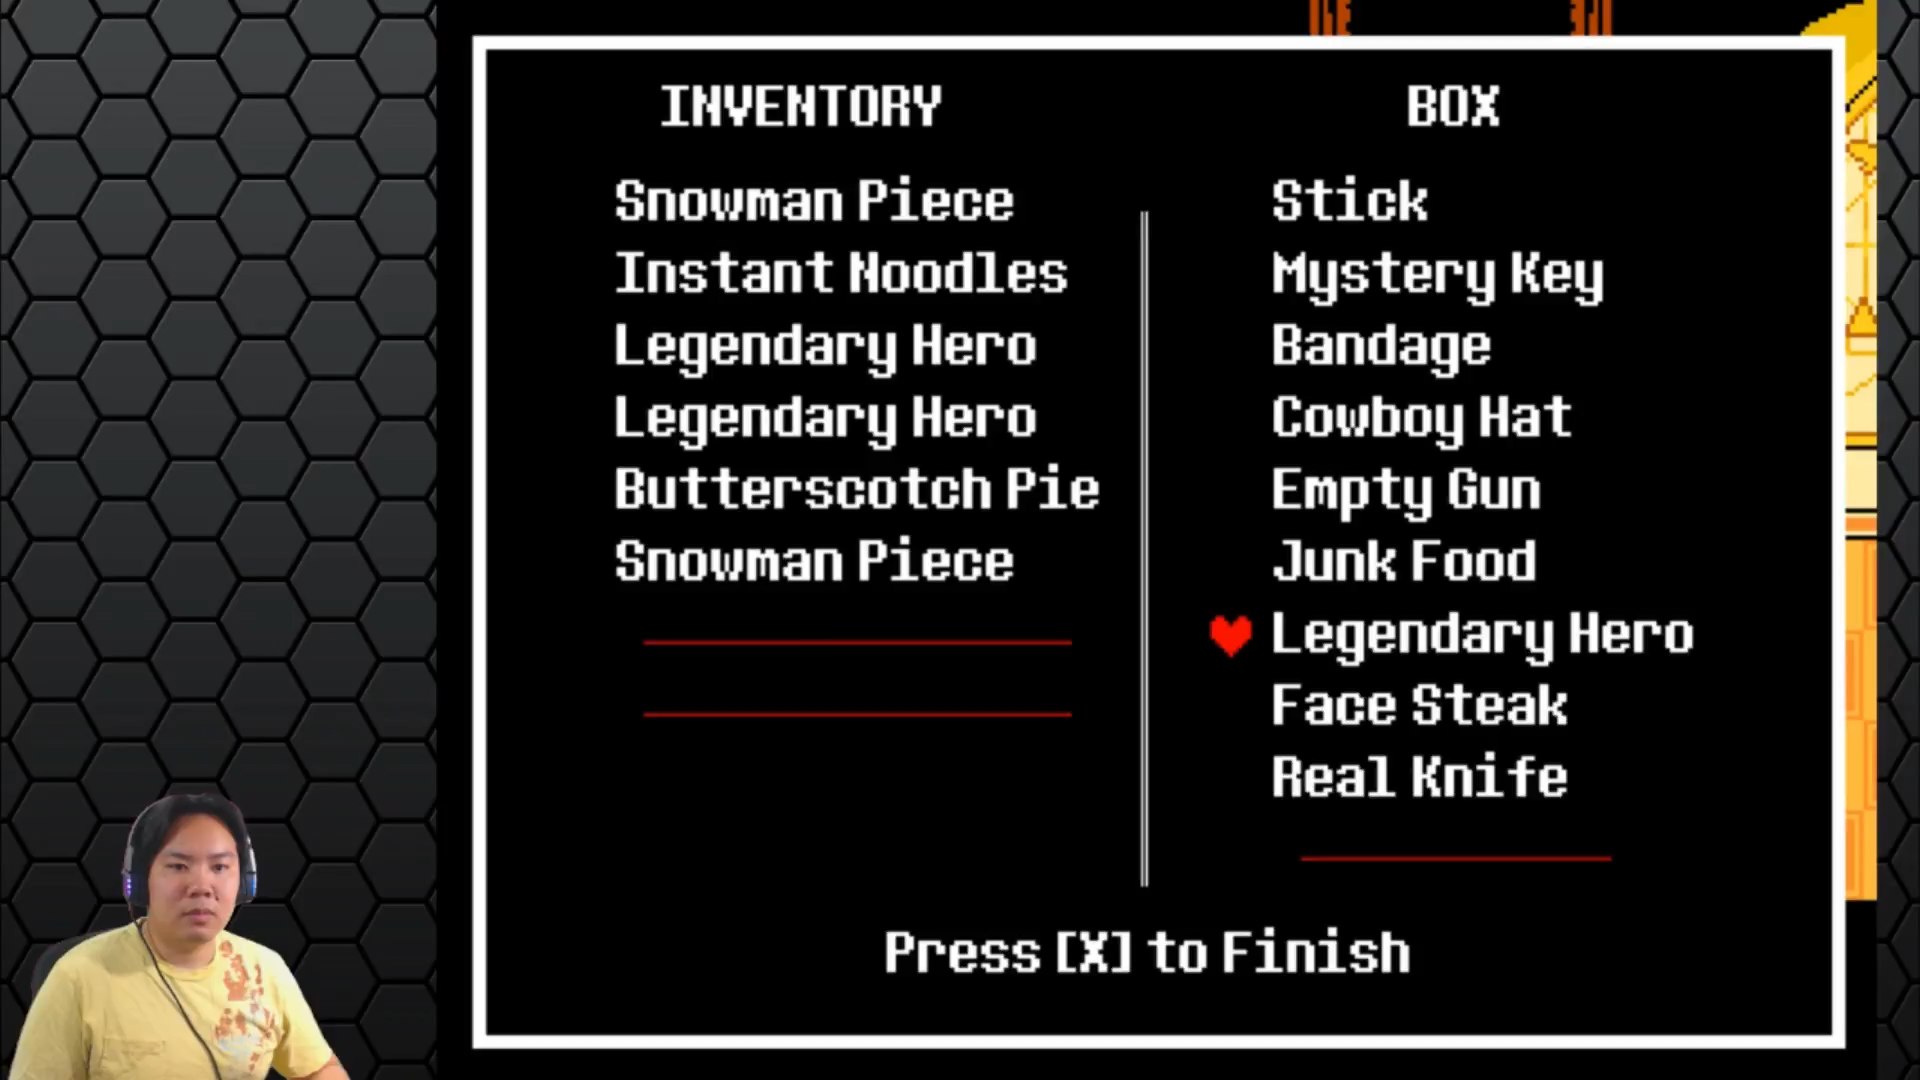 INVENTORY
Snowman Piece
Instant Noodles
Legendary Hero
Legendary Hero
Butterscotch Pie
Snowman Piece
BOX
Stick
Mystery Key
Bandage
Cowboy Hat
Empty Gun
Junk Food
Legendary Hero
Face Steak
Real Knife
Press [X] to Finish